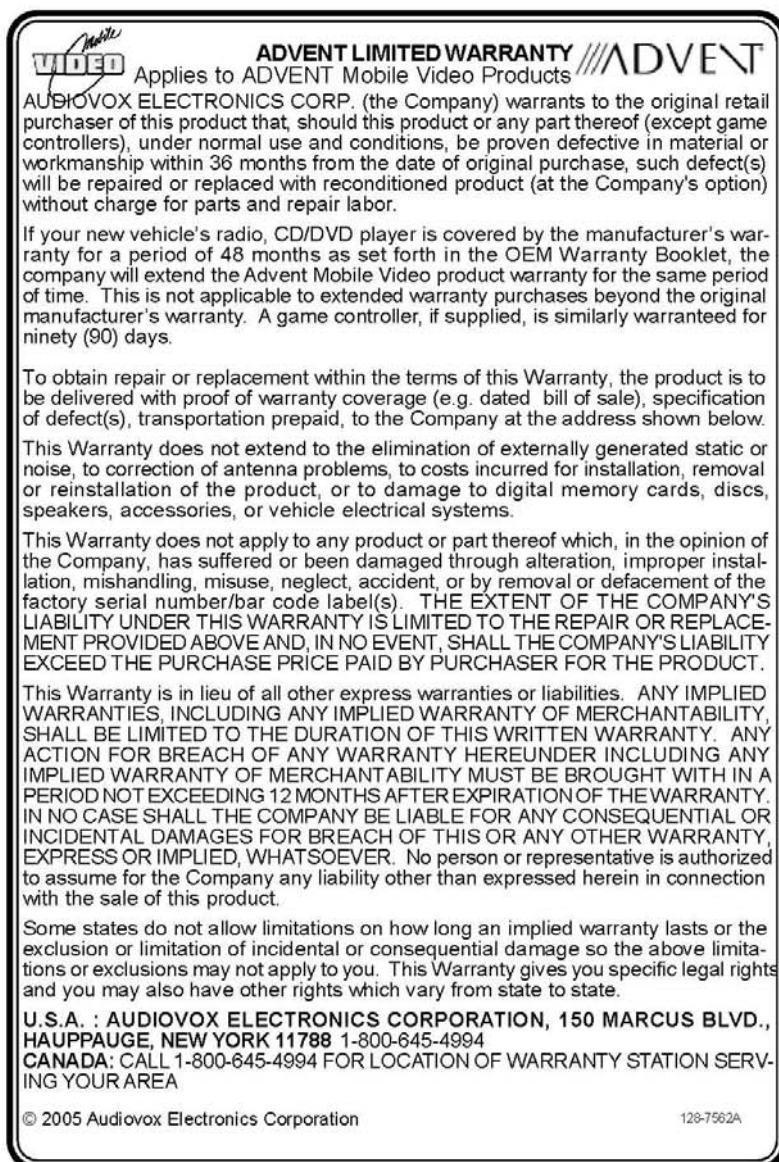 mobile
VIDEO
ADVENT LIMITED WARRANTY
ADVENT
Applies to ADVENT Mobile Video Products
AUDIOVOX ELECTRONICS CORP. (the Company) warrants to the original retail
purchaser of this product that, should this product or any part thereof (except game
controllers), under normal use and conditions, be proven defective in material or
workmanship within 36 months from the date of original purchase, such defect(s)
will be repaired or replaced with reconditioned product (at the Company's option)
without charge for parts and repair labor.
If your new vehicle's radio, CD/DVD player is covered by the manufacturer's war-
ranty for a period of 48 months as set forth in the OEM Warranty Booklet, the
company will extend the Advent Mobile Video product warranty for the same period
of time. This is not applicable to extended warranty purchases beyond the original
manufacturer's warranty. A game controller, if supplied, is similarly warranteed for
ninety (90) days.
To obtain repair or replacement within the terms of this Warranty, the product is to
be delivered with proof of warranty coverage (e.g. dated bill of sale), specification
of defect(s), transportation prepaid, to the Company at the address shown below.
This Warranty does not extend to the elimination of externally generated static or
noise, to correction of antenna problems, to costs incurred for installation, removal
or reinstallation of the product, or to damage to digital memory cards, discs,
speakers, accessories, or vehicle electrical systems.
This Warranty does not apply to any product or part thereof which, in the opinion of
the Company, has suffered or been damaged through alteration, improper instal-
lation, mishandling, misuse, neglect, accident, or by removal or defacement of the
factory serial number/bar code label(s). THE EXTENT OF THE COMPANY'S
LIABILITY UNDER THIS WARRANTY IS LIMITED TO THE REPAIR OR REPLACE-
MENT PROVIDED ABOVE AND, IN NO EVENT, SHALL THE COMPANY'S LIABILITY
EXCEED THE PURCHASE PRICE PAID BY PURCHASER FOR THE PRODUCT.
This Warranty is in lieu of all other express warranties or liabilities. ANY IMPLIED
WARRANTIES, INCLUDING ANY IMPLIED WARRANTY OF MERCHANTABILITY,
SHALL BE LIMITED TO THE DURATION OF THIS WRITTEN WARRANTY. ANY
ACTION FOR BREACH OF ANY WARRANTY HEREUNDER INCLUDING ANY
IMPLIED WARRANTY OF MERCHANTABILITY MUST BE BROUGHT WITH IN A
PERIOD NOT EXCEEDING 12 MONTHS AFTER EXPIRATION OF THE WARRANTY.
IN NO CASE SHALL THE COMPANY BE LIABLE FOR ANY CONSEQUENTIAL OR
INCIDENTAL DAMAGES FOR BREACH OF THIS OR ANY OTHER WARRANTY,
EXPRESS OR IMPLIED, WHATSOEVER. No person or representative is authorized
to assume for the Company any liability other than expressed herein in connection
with the sale of this product.
Some states do not allow limitations on how long an implied warranty lasts or the
exclusion or limitation of incidental or consequential damage so the above limita-
tions or exclusions may not apply to you. This Warranty gives you specific legal rights
and you may also have other rights which vary from state to state.
U.S.A. : AUDIOVOX ELECTRONICS CORPORATION, 150 MARCUS BLVD.,
HAUPPAUGE, NEW YORK 11788 1-800-645-4994
CANADA: CALL 1-800-645-4994 FOR LOCATION OF WARRANTY STATION SERV-
ING YOUR AREA
© 2005 Audiovox Electronics Corporation
128-7562A